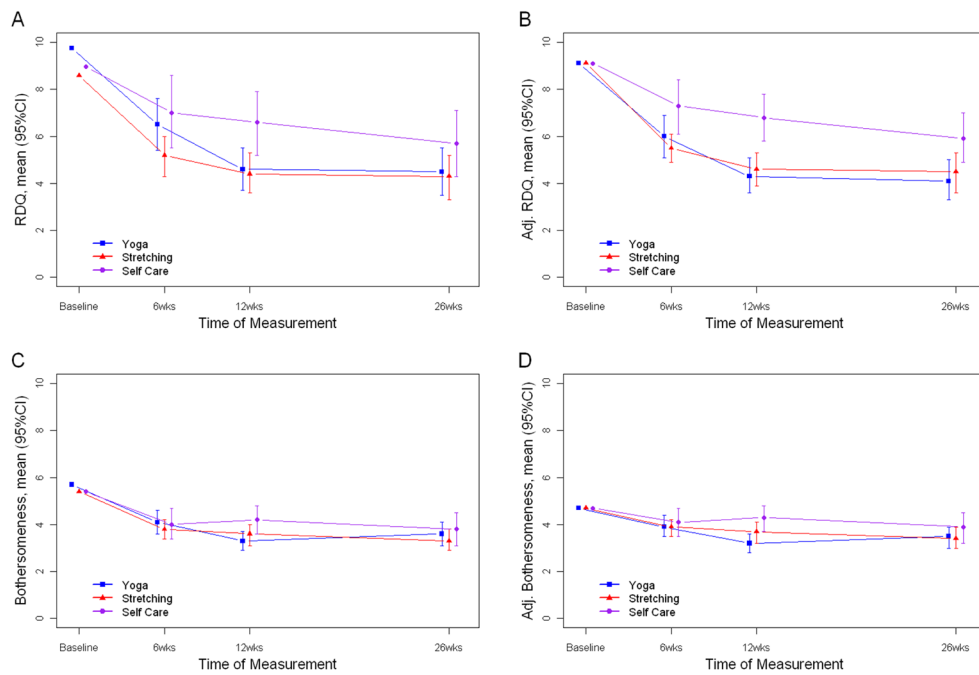 A
RDQ, mean (95%CI)
10
8
6
4
2
0
Yoga
Stretching
Self Care
Baseline
6wks
12wks
26wks
Time of Measurement
B
Adj. RDQ, mean (95%CI)
10
8
6
4
2
0
Yoga
Stretching
Self Care
Baseline
6wks
12wks
26wks
Time of Measurement
C
Bothersomeness, mean (95%CI)
10
8
6
4
2
0
Yoga
Stretching
Self Care
Baseline
6wks
12wks
26wks
Time of Measurement
D
Adj. Bothersomeness, mean (95%CI)
10
8
6
4
2
0
Yoga
Stretching
Self Care
Baseline
6wks
12wks
26wks
Time of Measurement